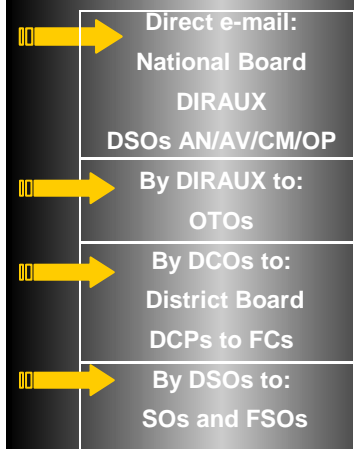 Direct e-mail:
National Board
DIRAUX
DSOs AN/AV/CM/OP
By DIRAUX to:
OTOs
By DCOs to:
District Board
DCPs to FCs
By DSOs to:
SOs and FSOs